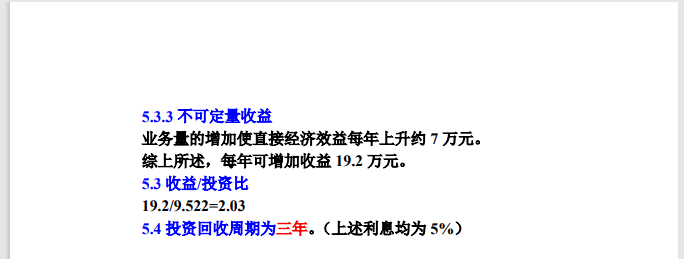 5.3.3 不可定量收益
业务量的增加使直接经济效益每年上升约 7 万元。
综上所述，每年可增加收益 19.2 万元。
5.3 收益/投资比
19.2/9.522=2.03
5.4 投资回收周期为三年。（上述利息均为 5%）